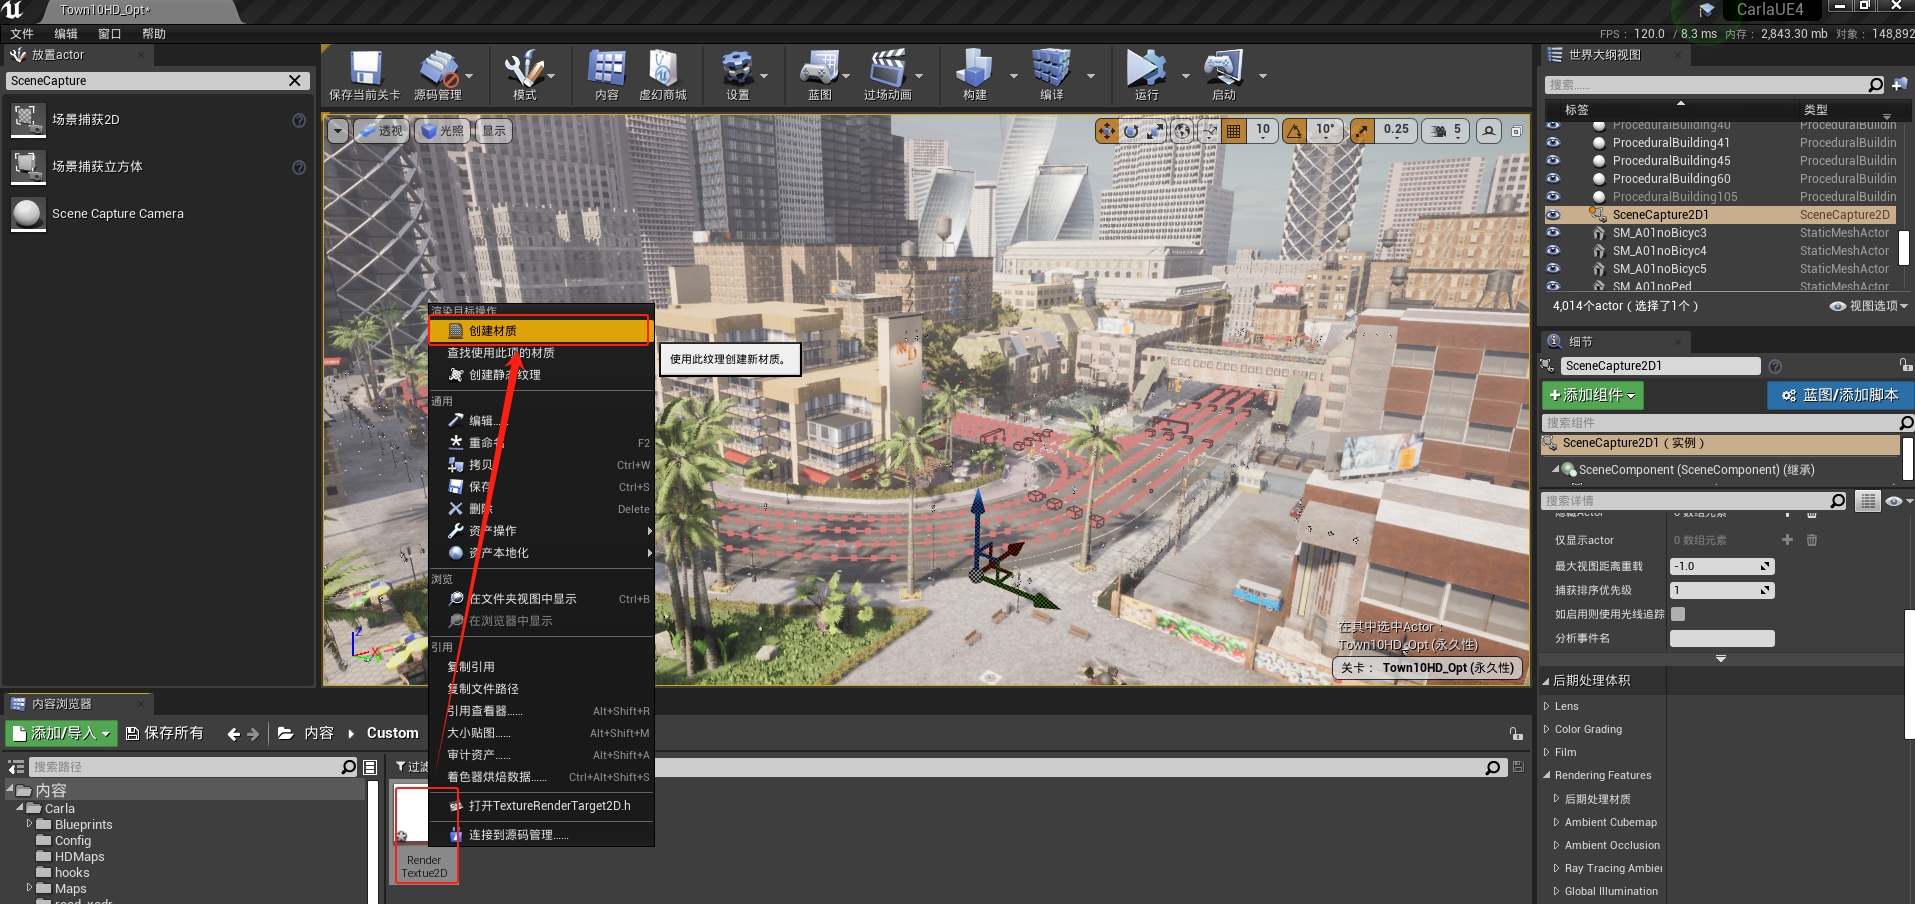 Town10HD_Opt*
CarlaUE4
文件 编辑 窗口 帮助
FPS： 120.0 / 8.3 ms 内存： 2,843.30 mb 对象： 148,892
放置actor
SceneCapture
场景捕获2D
场景捕获立方体
Scene Capture Camera
保存当前关卡 源码管理 模式 内容 虚幻商城 设置 蓝图 过场动画 构建 编译 运行 启动
透视 光照 显示
10 10° 0.25 5
渲染目标操作
创建材质
查找使用此项的材质
创建静态纹理
使用此纹理创建新材质。
通用
编辑......
重命名 F2
拷贝 Ctrl+W
保存 Ctrl+S
删除 Delete
资产操作
资产本地化
浏览
在文件夹视图中显示 Ctrl+B
在浏览器中显示
引用
复制引用
复制文件路径
引用查看器...... Alt+Shift+R
大小贴图...... Alt+Shift+M
审计资产...... Alt+Shift+A
着色器烘焙数据...... Ctrl+Alt+Shift+S
打开TextureRenderTarget2D.h
连接到源码管理......
在其中选中Actor：
Town10HD_Opt (永久性)
关卡： Town10HD_Opt (永久性)
世界大纲视图
搜索......
标签 类型
ProceduralBuilding40 ProceduralBuildin
ProceduralBuilding41 ProceduralBuildin
ProceduralBuilding45 ProceduralBuildin
ProceduralBuilding60 ProceduralBuildin
ProceduralBuilding105 ProceduralBuildin
SceneCapture2D1 SceneCapture2D
SM_A01noBicyc3 StaticMeshActor
SM_A01noBicyc4 StaticMeshActor
SM_A01noBicyc5 StaticMeshActor
SM_A01noPed StaticMeshActor
4,014个actor（选择了1个） 视图选项
细节
SceneCapture2D1
添加组件 蓝图/添加脚本
搜索组件
SceneCapture2D1（实例）
SceneComponent (SceneComponent) (继承)
搜索详情
隐藏Actor 0 数组元素
仅显示actor 0 数组元素
最大视图距离重载 -1.0
捕获排序优先级 1
如启用则使用光线追踪
分析事件名
后期处理体积
Lens
Color Grading
Film
Rendering Features
后期处理材质
Ambient Cubemap
Ambient Occlusion
Ray Tracing Ambier
Global Illumination
内容浏览器
添加/导入 保存所有 内容 Custom
搜索路径
过滤
内容
Carla
Blueprints
Config
HDMaps
hooks
Maps
road_xodr
Render
Textue2D